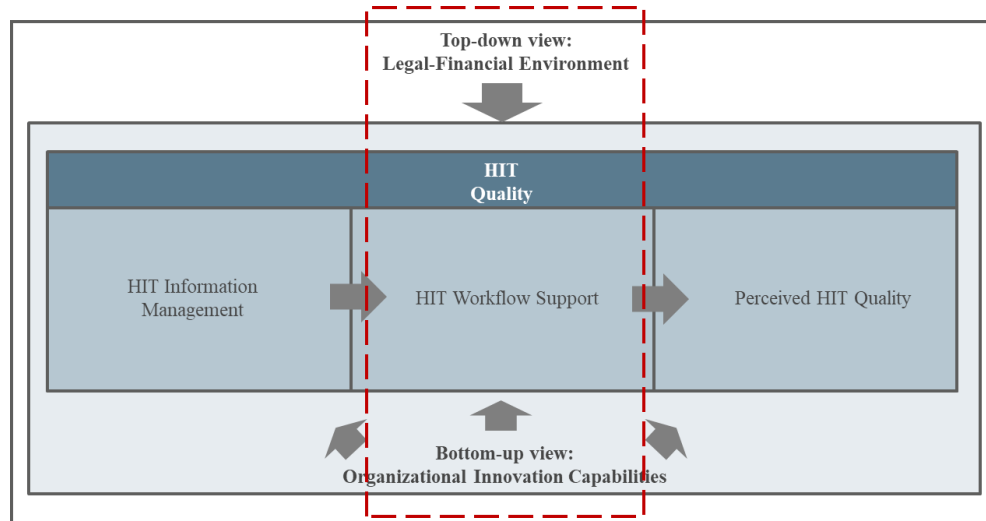 Top-down view:
Legal-Financial Environment
HIT
Quality
HIT Information
Management
HIT Workflow Support
Perceived HIT Quality
Bottom-up view:
Organizational Innovation Capabilities